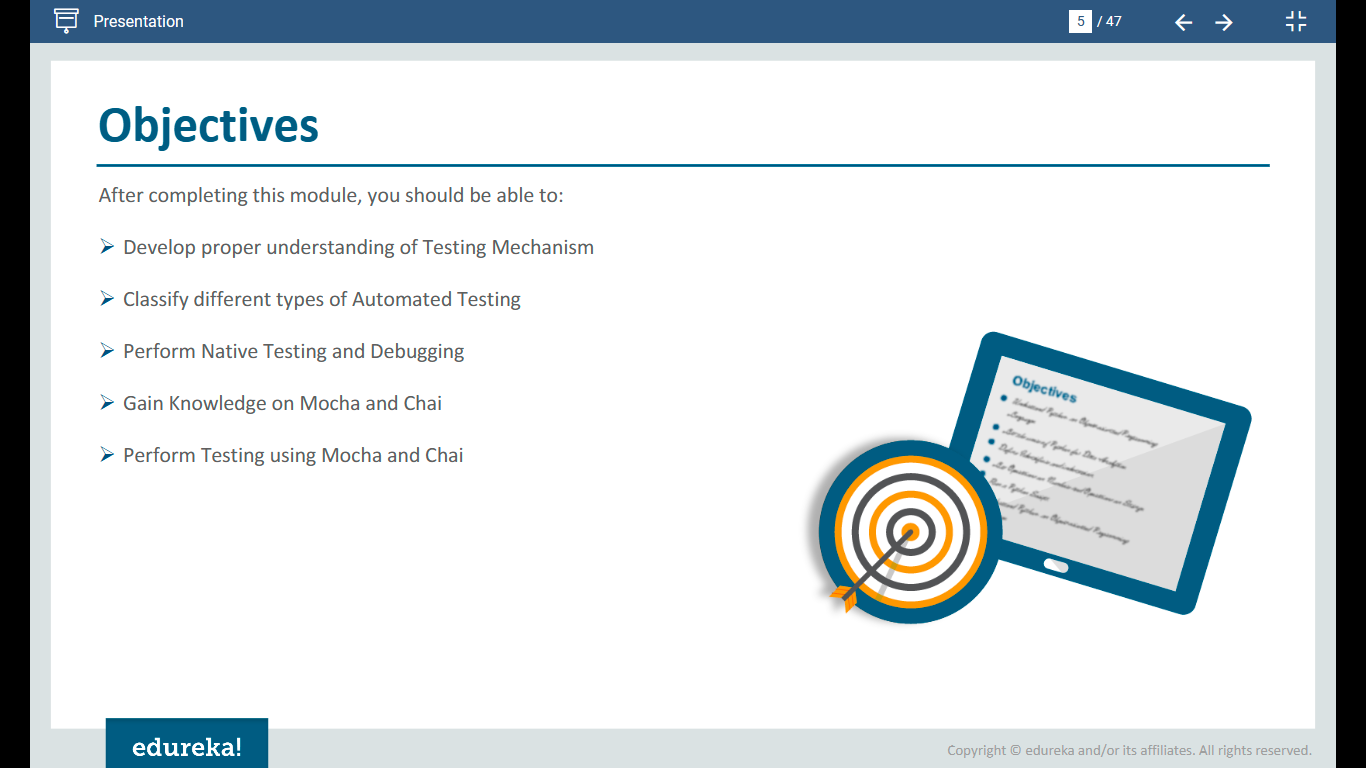 Presentation
5 / 47
Objectives
After completing this module, you should be able to:
Develop proper understanding of Testing Mechanism
Classify different types of Automated Testing
Perform Native Testing and Debugging
Gain Knowledge on Mocha and Chai
Perform Testing using Mocha and Chai
Objectives
edureka!
Copyright © edureka and/or its affiliates. All rights reserved.